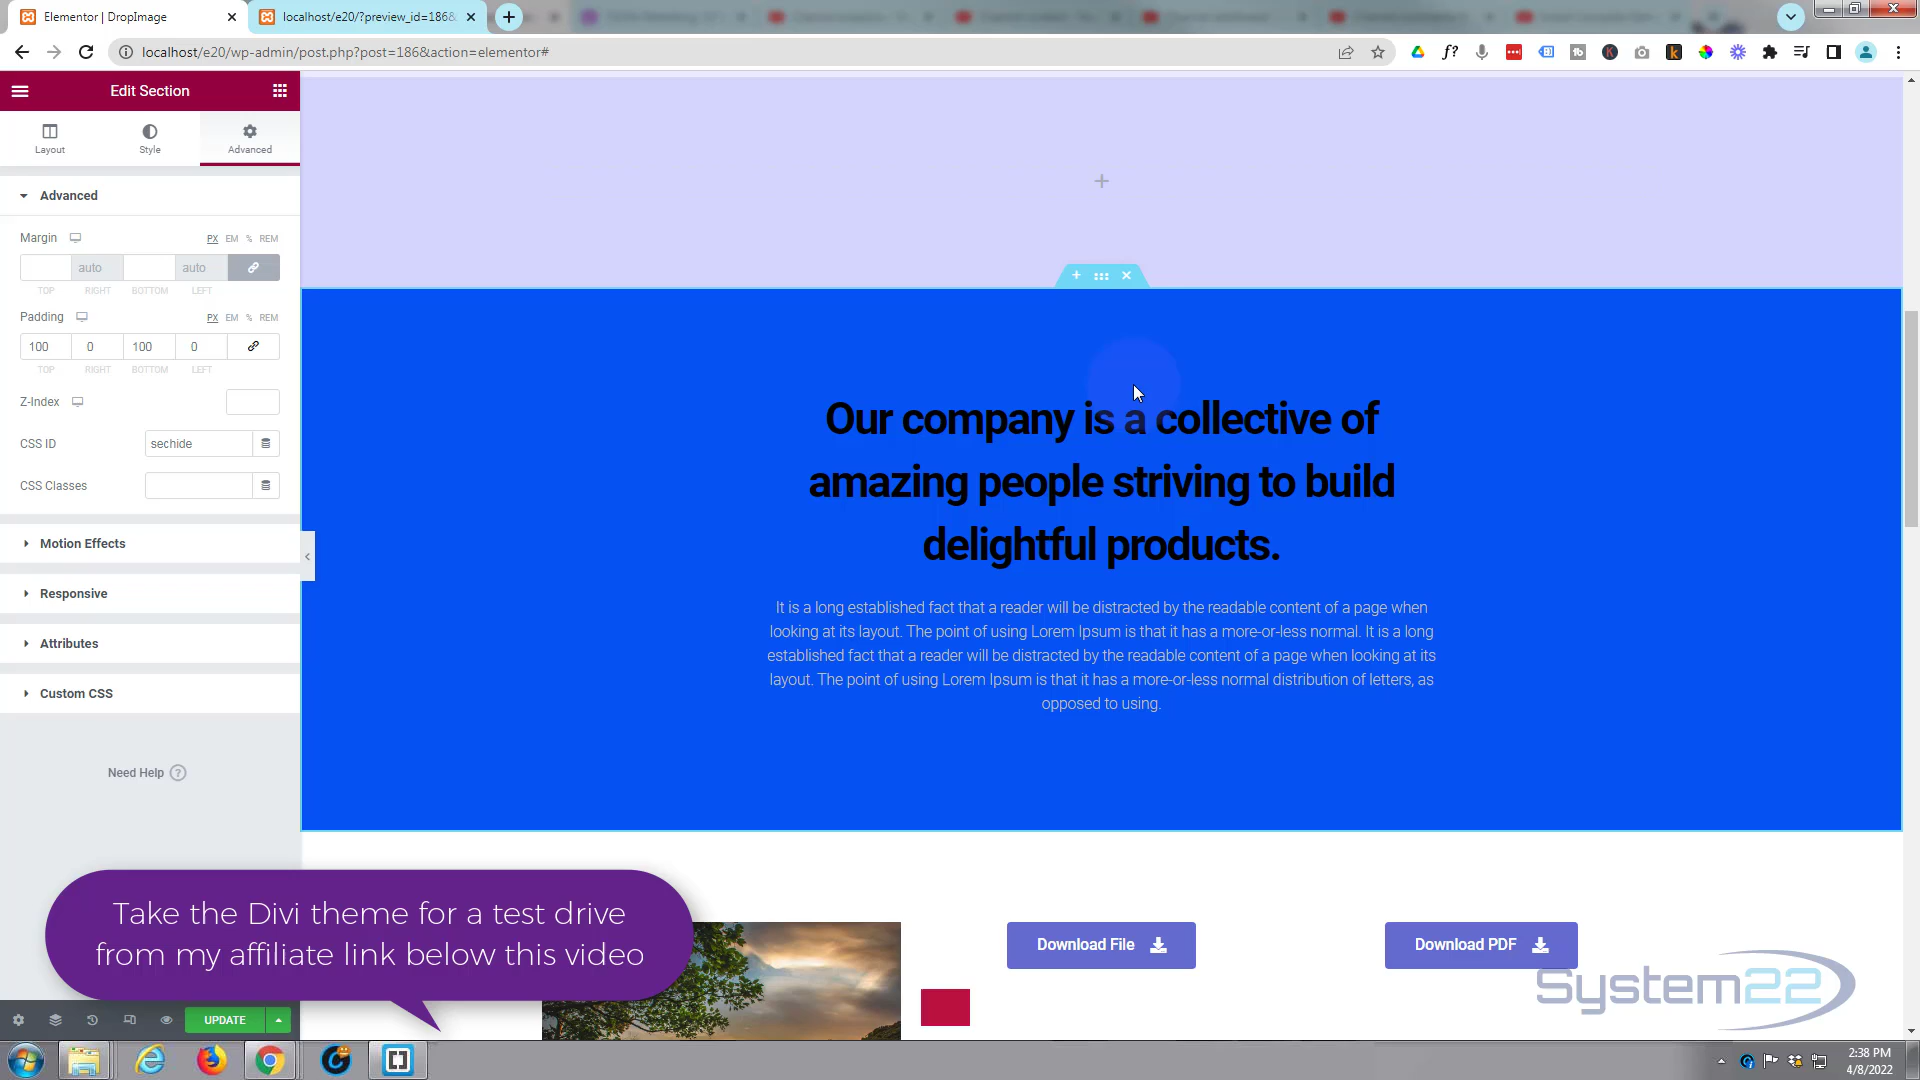 Elementor | DropImage
localhost/e20/?preview_id=186&
localhost/e20/wp-admin/post.php?post=186&action=elementor#
Edit Section
Layout
Style
Advanced
Advanced
Margin
PX EM % REM
auto
auto
TOP RIGHT BOTTOM LEFT
Padding
PX EM % REM
100 0 100 0
TOP RIGHT BOTTOM LEFT
Z-Index
CSS ID
sechide
CSS Classes
Motion Effects
Responsive
Attributes
Custom CSS
Need Help
UPDATE
Our company is a collective of
amazing people striving to build
delightful products.
It is a long established fact that a reader will be distracted by the readable content of a page when
looking at its layout. The point of using Lorem Ipsum is that it has a more-or-less normal. It is a long
established fact that a reader will be distracted by the readable content of a page when looking at its
layout. The point of using Lorem Ipsum is that it has a more-or-less normal distribution of letters, as
opposed to using.
Take the Divi theme for a test drive
from my affiliate link below this video
Download File
Download PDF
System22
2:38 PM
4/8/2022